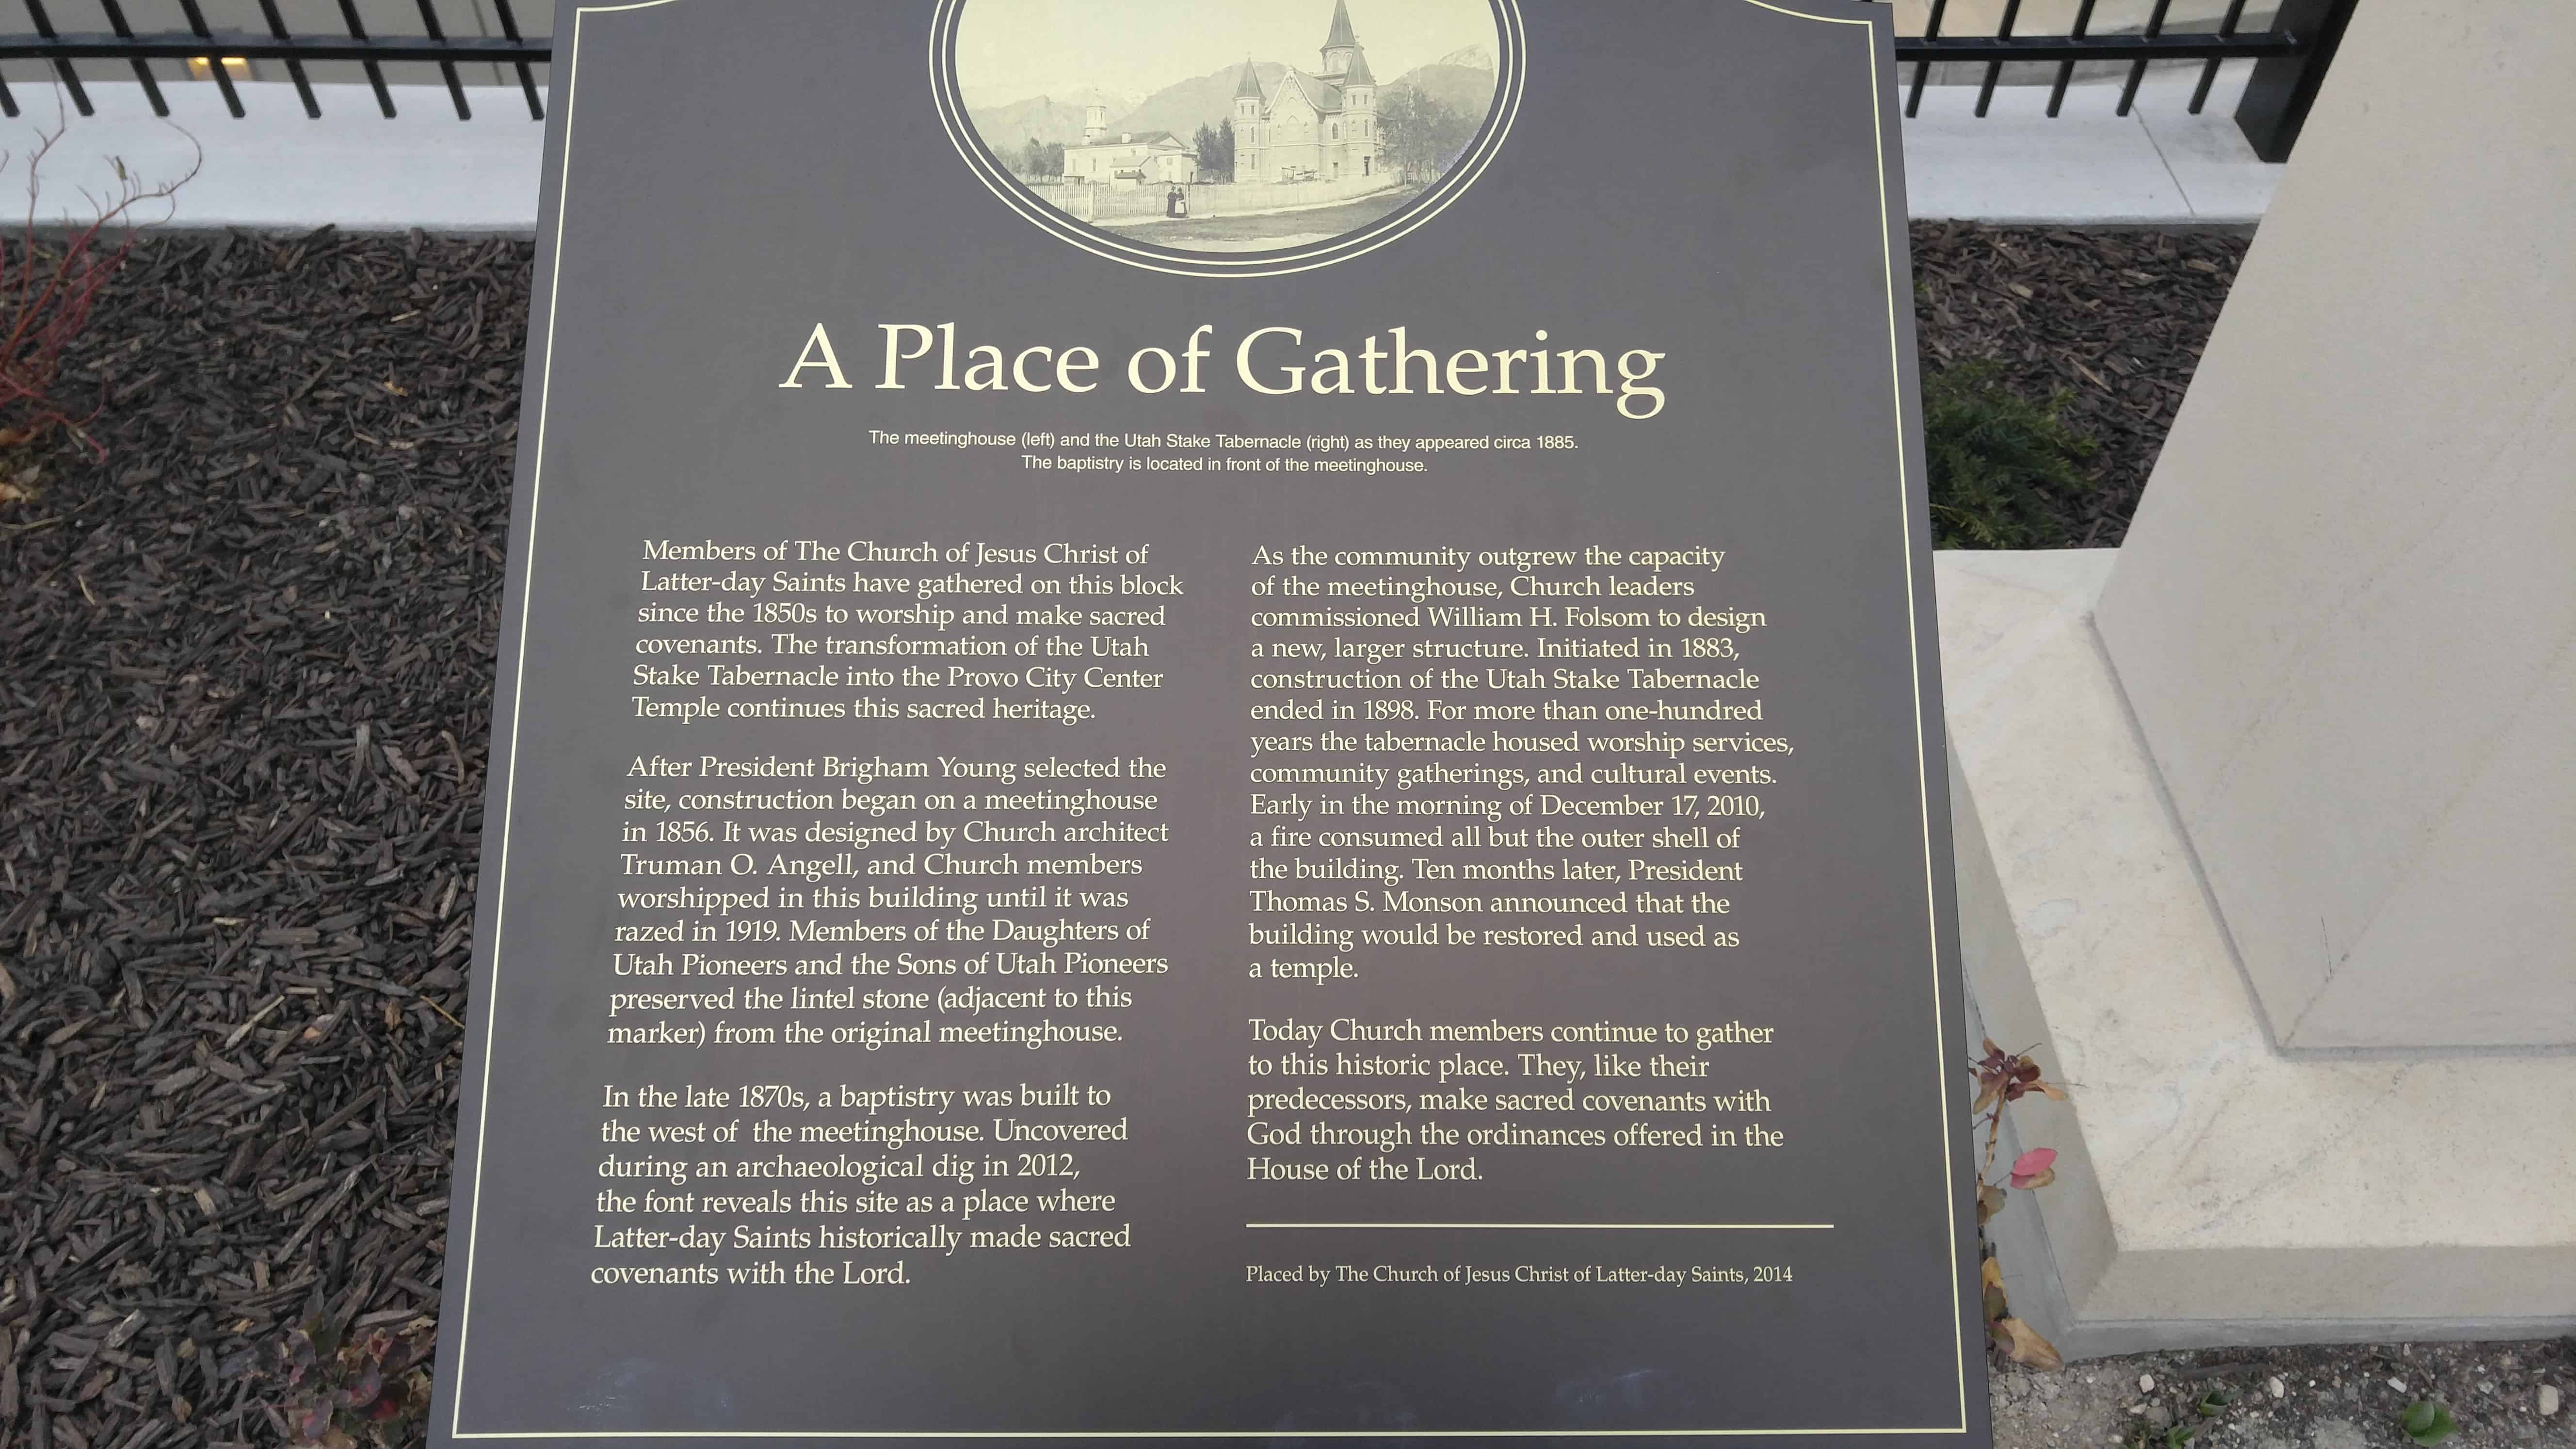 A Place of Gathering
The meetinghouse (left) and the Utah Stake Tabernacle (right) as they appeared circa 1885.
The baptistry is located in front of the meetinghouse.
Members of The Church of Jesus Christ of
Latter-day Saints have gathered on this block
since the 1850s to worship and make sacred
covenants. The transformation of the Utah
Stake Tabernacle into the Provo City Center
Temple continues this sacred heritage.
After President Brigham Young selected the
site, construction began on a meetinghouse
in 1856. It was designed by Church architect
Truman O. Angell, and Church members
worshipped in this building until it was
razed in 1919. Members of the Daughters of
Utah Pioneers and the Sons of Utah Pioneers
preserved the lintel stone (adjacent to this
marker) from the original meetinghouse.
In the late 1870s, a baptistry was built to
the west of the meetinghouse. Uncovered
during an archaeological dig in 2012,
the font reveals this site as a place where
Latter-day Saints historically made sacred
covenants with the Lord.
As the community outgrew the capacity
of the meetinghouse, Church leaders
commissioned William H. Folsom to design
a new, larger structure. Initiated in 1883,
construction of the Utah Stake Tabernacle
ended in 1898. For more than one-hundred
years the tabernacle housed worship services,
community gatherings, and cultural events.
Early in the morning of December 17, 2010,
a fire consumed all but the outer shell of
the building. Ten months later, President
Thomas S. Monson announced that the
building would be restored and used as
a temple.
Today Church members continue to gather
to this historic place. They, like their
predecessors, make sacred covenants with
God through the ordinances offered in the
House of the Lord.
Placed by The Church of Jesus Christ of Latter-day Saints, 2014